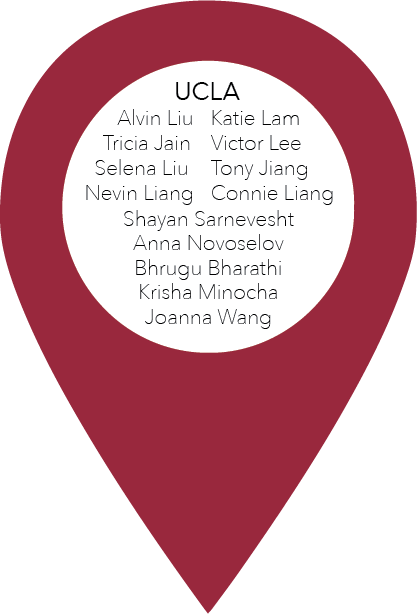 UCLA
Alvin Liu Katie Lam
Tricia Jain Victor Lee
Selena Liu Tony Jiang
Nevin Liang Connie Liang
Shayan Sarnevesht
Anna Novoselov
Bhrugu Bharathi
Krisha Minocha
Joanna Wang